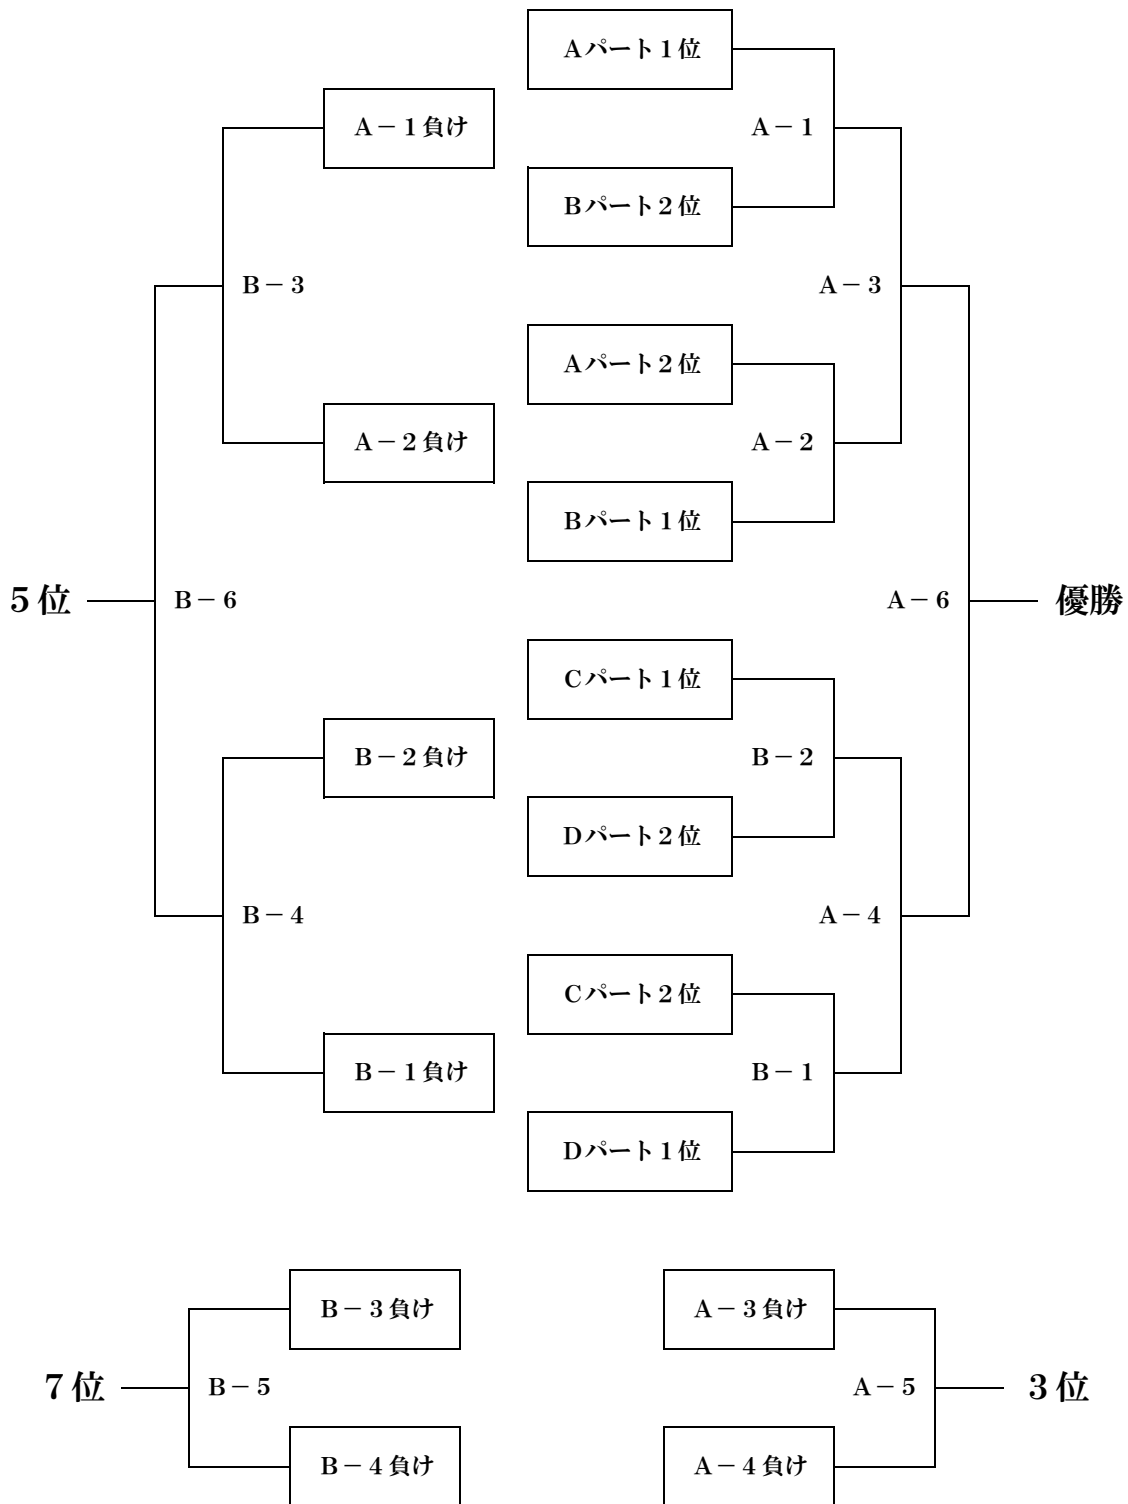 Aパート１位
A－１負け
A－１
Bパート２位
B－３
A－３
Aパート２位
A－２負け
A－２
Bパート１位
５位
B－６
A－６
優勝
Cパート１位
B－２負け
B－２
Dパート２位
B－４
A－４
Cパート２位
B－１負け
B－１
Dパート１位
B－３負け
A－３負け
７位
B－５
A－５
３位
B－４負け
A－４負け